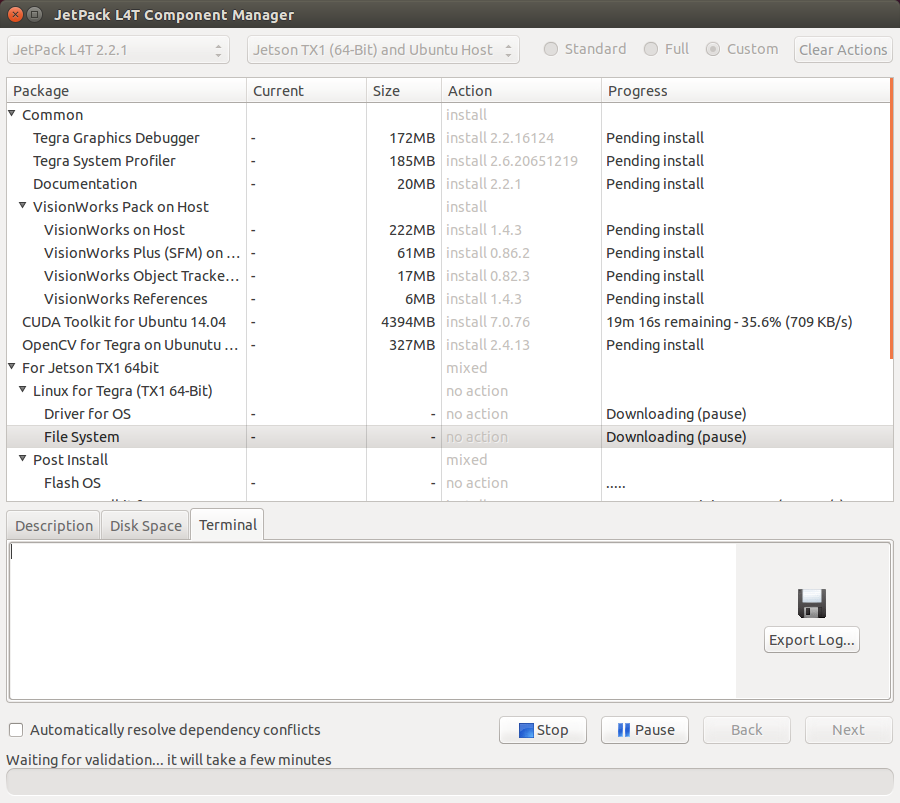 JetPack L4T Component Manager
JetPack L4T 2.2.1 Jetson TX1 (64-Bit) and Ubuntu Host Standard Full Custom Clear Actions
Package Current Size Action Progress
Common install
Tegra Graphics Debugger - 172MB install 2.2.16124 Pending install
Tegra System Profiler - 185MB install 2.6.20651219 Pending install
Documentation - 20MB install 2.2.1 Pending install
VisionWorks Pack on Host install
VisionWorks on Host - 222MB install 1.4.3 Pending install
VisionWorks Plus (SFM) on ... - 61MB install 0.86.2 Pending install
VisionWorks Object Tracke... - 17MB install 0.82.3 Pending install
VisionWorks References - 6MB install 1.4.3 Pending install
CUDA Toolkit for Ubuntu 14.04 - 4394MB install 7.0.76 19m 16s remaining - 35.6% (709 KB/s)
OpenCV for Tegra on Ubunutu ... - 327MB install 2.4.13 Pending install
For Jetson TX1 64bit mixed
Linux for Tegra (TX1 64-Bit) no action
Driver for OS - - no action Downloading (pause)
File System - - no action Downloading (pause)
Post Install mixed
Flash OS - - no action .....
Description Disk Space Terminal
Export Log...
Automatically resolve dependency conflicts Stop Pause Back Next
Waiting for validation... it will take a few minutes